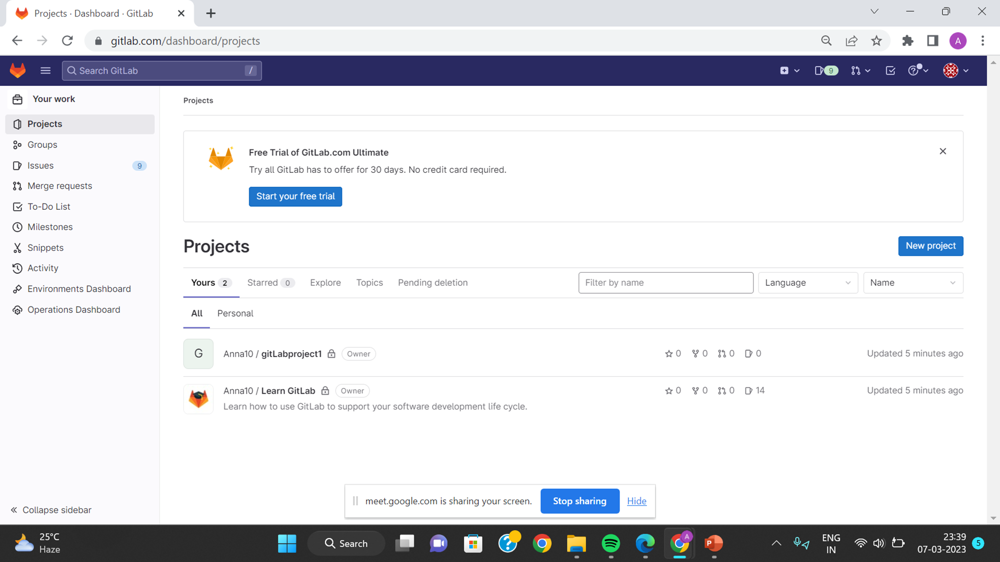 Projects · Dashboard · GitLab
gitlab.com/dashboard/projects
A
Search GitLab /
9
Your work
Projects
Groups
Issues 9
Merge requests
To-Do List
Milestones
Snippets
Activity
Environments Dashboard
Operations Dashboard
Collapse sidebar
Projects
Free Trial of GitLab.com Ultimate
Try all GitLab has to offer for 30 days. No credit card required.
Start your free trial
Projects
New project
Yours 2 Starred 0 Explore Topics Pending deletion Filter by name Language Name
All Personal
G Anna10 / gitLabproject1 Owner 0 0 0 0 Updated 5 minutes ago
Anna10 / Learn GitLab Owner 0 0 0 14 Updated 5 minutes ago
Learn how to use GitLab to support your software development life cycle.
meet.google.com is sharing your screen. Stop sharing Hide
25°C
Haze
Search
?
A
P
ENG
IN
23:39
07-03-2023
5